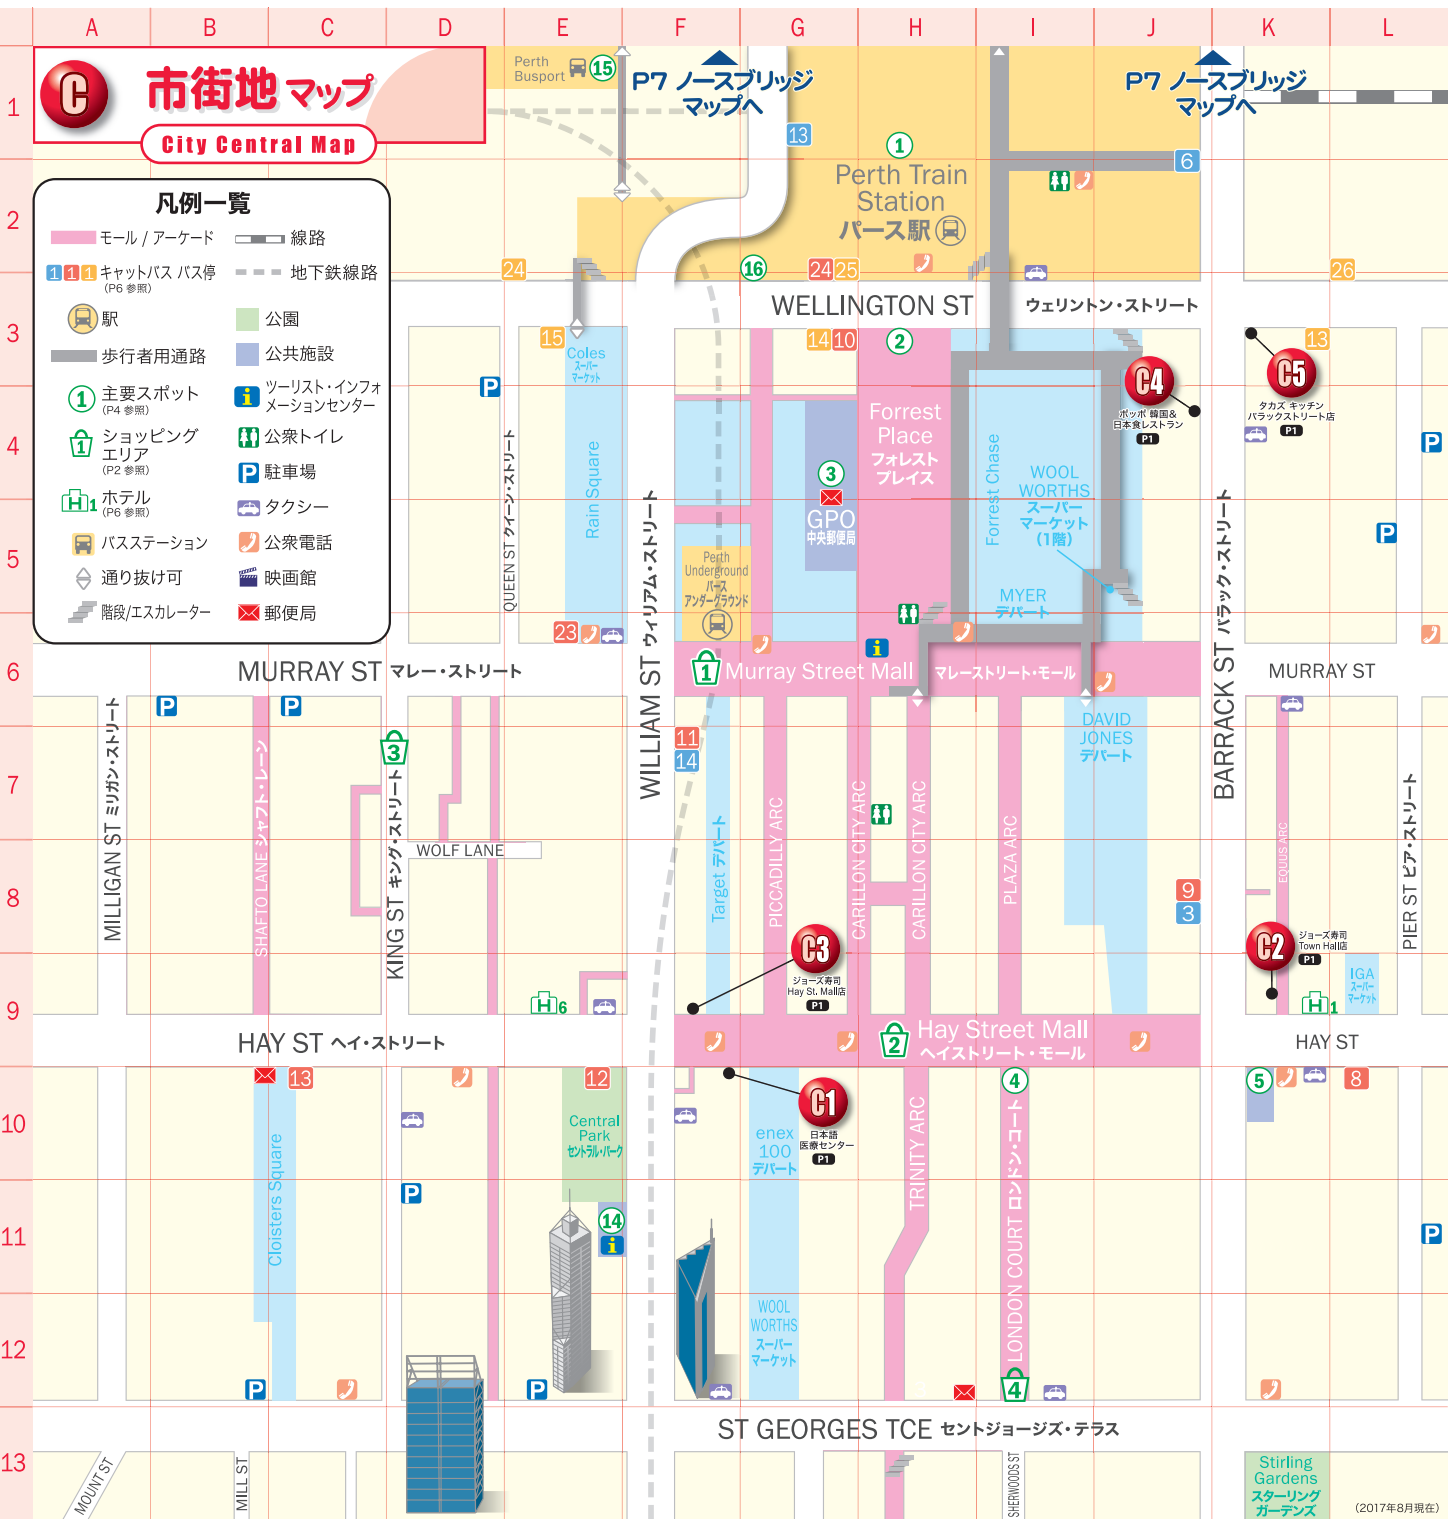 A B C D E F G H I J K L
1
2
3
4
5
6
7
8
9
10
11
12
13
C
市街地 マップ
City Central Map
凡例一覧
モール / アーケード
線路
1 1 1 キャットバス バス停
(P6 参照)
地下鉄線路
駅
公園
歩行者用通路
公共施設
1 主要スポット
(P4 参照)
i ツーリスト・インフォ
メーションセンター
1 ショッピング
エリア
(P2 参照)
公衆トイレ
P 駐車場
H 1 ホテル
(P6 参照)
タクシー
バスステーション
公衆電話
通り抜け可
映画館
階段/エスカレーター
郵便局
Perth
Busport
15
P7 ノースブリッジ
マップへ
P7 ノースブリッジ
マップへ
13
1
Perth Train
Station
パース駅
6
24
16
24 25
26
WELLINGTON ST ウェリントン・ストリート
15
Coles
スーパー
マーケット
14 10
2
13
C4
ポッポ 韓国&
日本食レストラン
P1
C5
タカズ キッチン
バラックストリート店
P1
P
P
P
QUEEN ST クイーン・ストリート
Rain Square
WILLIAM ST ウィリアム・ストリート
Forrest
Place
フォレスト
プレイス
3
GPO
中央郵便局
Forrest Chase
WOOL
WORTHS
スーパー
マーケット
(1階)
MYER
デパート
BARRACK ST バラック・ストリート
Perth
Underground
パース
アンダーグラウンド
23
i
MURRAY ST マレー・ストリート
1
Murray Street Mall マレーストリート・モール
MURRAY ST
P
P
MILLIGAN ST ミリガン・ストリート
SHAFTO LANE シャフト・レーン
3
KING ST キング・ストリート
WOLF LANE
11
14
Target デパート
PICCADILLY ARC
CARILLON CITY ARC
CARILLON CITY ARC
PLAZA ARC
DAVID
JONES
デパート
9
3
EQUUS ARC
PIER ST ピア・ストリート
C3
ジョーズ寿司
Hay St. Mall店
P1
C2
ジョーズ寿司
Town Hall店
P1
IGA
スーパー
マーケット
H 6
H 1
HAY ST ヘイ・ストリート
2
Hay Street Mall
ヘイストリート・モール
HAY ST
13
12
4
5
8
Cloisters Square
Central
Park
セントラル・パーク
C1
日本語
医療センター
P1
enex
100
デパート
TRINITY ARC
LONDON COURT ロンドン・コート
P
14
i
P
WOOL
WORTHS
スーパー
マーケット
P
P
4
ST GEORGES TCE セントジョージズ・テラス
MOUNT ST
MILL ST
SHERWOODS ST
Stirling
Gardens
スターリング
ガーデンズ
(2017年8月現在)